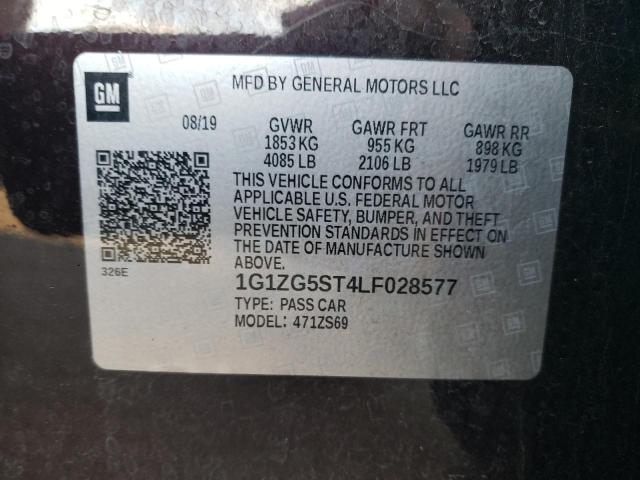 GM
MFD BY GENERAL MOTORS LLC
08/19 GVWR GAWR FRT GAWR RR
1853 KG 955 KG 898 KG
4085 LB 2106 LB 1979 LB
THIS VEHICLE CONFORMS TO ALL
APPLICABLE U.S. FEDERAL MOTOR
VEHICLE SAFETY, BUMPER, AND THEFT
PREVENTION STANDARDS IN EFFECT ON
THE DATE OF MANUFACTURE SHOWN
ABOVE.
326E
1G1ZG5ST4LF028577
TYPE: PASS CAR
MODEL: 471ZS69